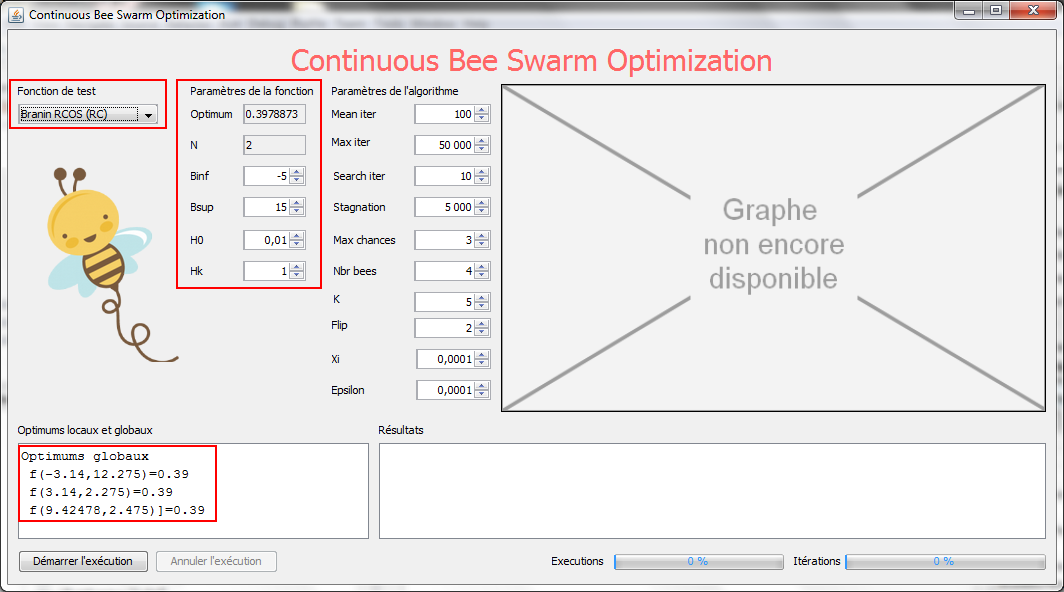 Continuous Bee Swarm Optimization
Continuous Bee Swarm Optimization
Fonction de test
Branin RCOS (RC)
Paramètres de la fonction
Optimum 0.3978873
N 2
Binf -5
Bsup 15
H0 0,01
Hk 1
Paramètres de l'algorithme
Mean iter 100
Max iter 50 000
Search iter 10
Stagnation 5 000
Max chances 3
Nbr bees 4
K 5
Flip 2
Xi 0,0001
Epsilon 0,0001
Graphe
non encore
disponible
Optimums locaux et globaux
Optimums globaux
f(-3.14,12.275)=0.39
f(3.14,2.275)=0.39
f(9.42478,2.475)]=0.39
Résultats
Démarrer l'exécution
Annuler l'exécution
Executions 0 %
Itérations 0 %